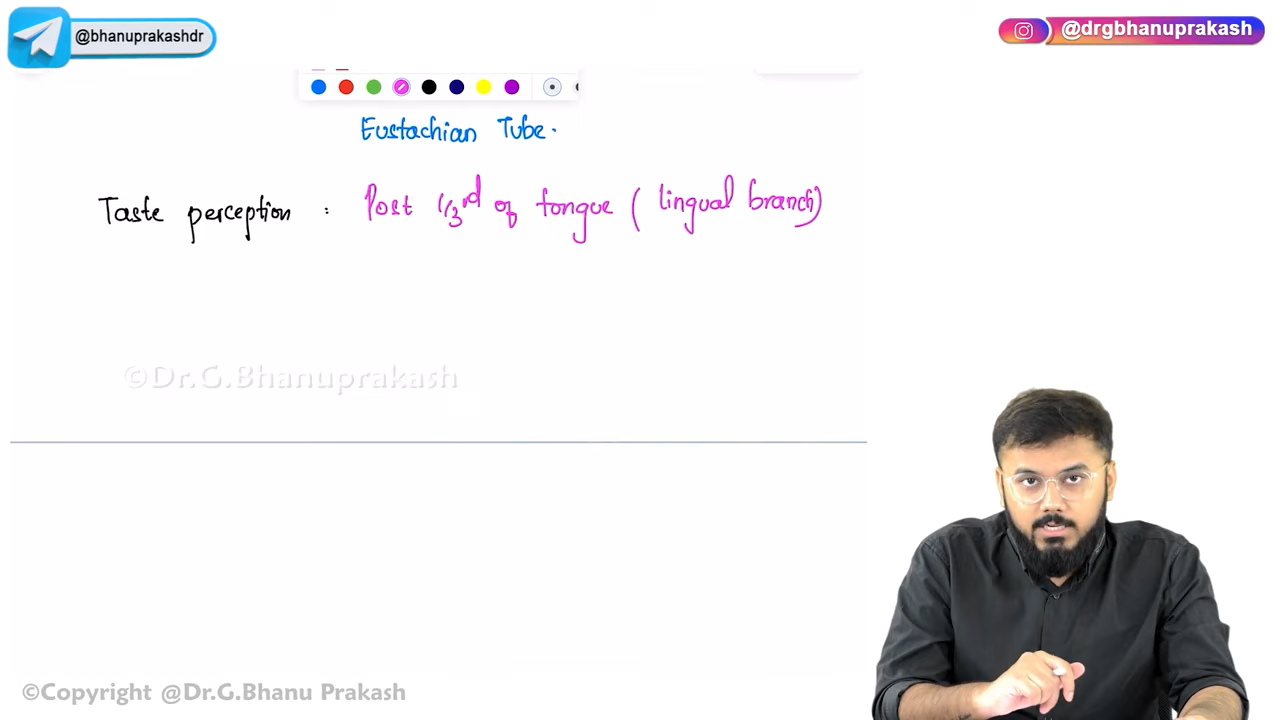 @bhanuprakashdr
@drgbhanuprakash
Eustachian Tube.
Taste perception : Post 1/3rd of tongue ( lingual branch)
©Dr.G.Bhanuprakash
©Copyright @Dr.G.Bhanu Prakash